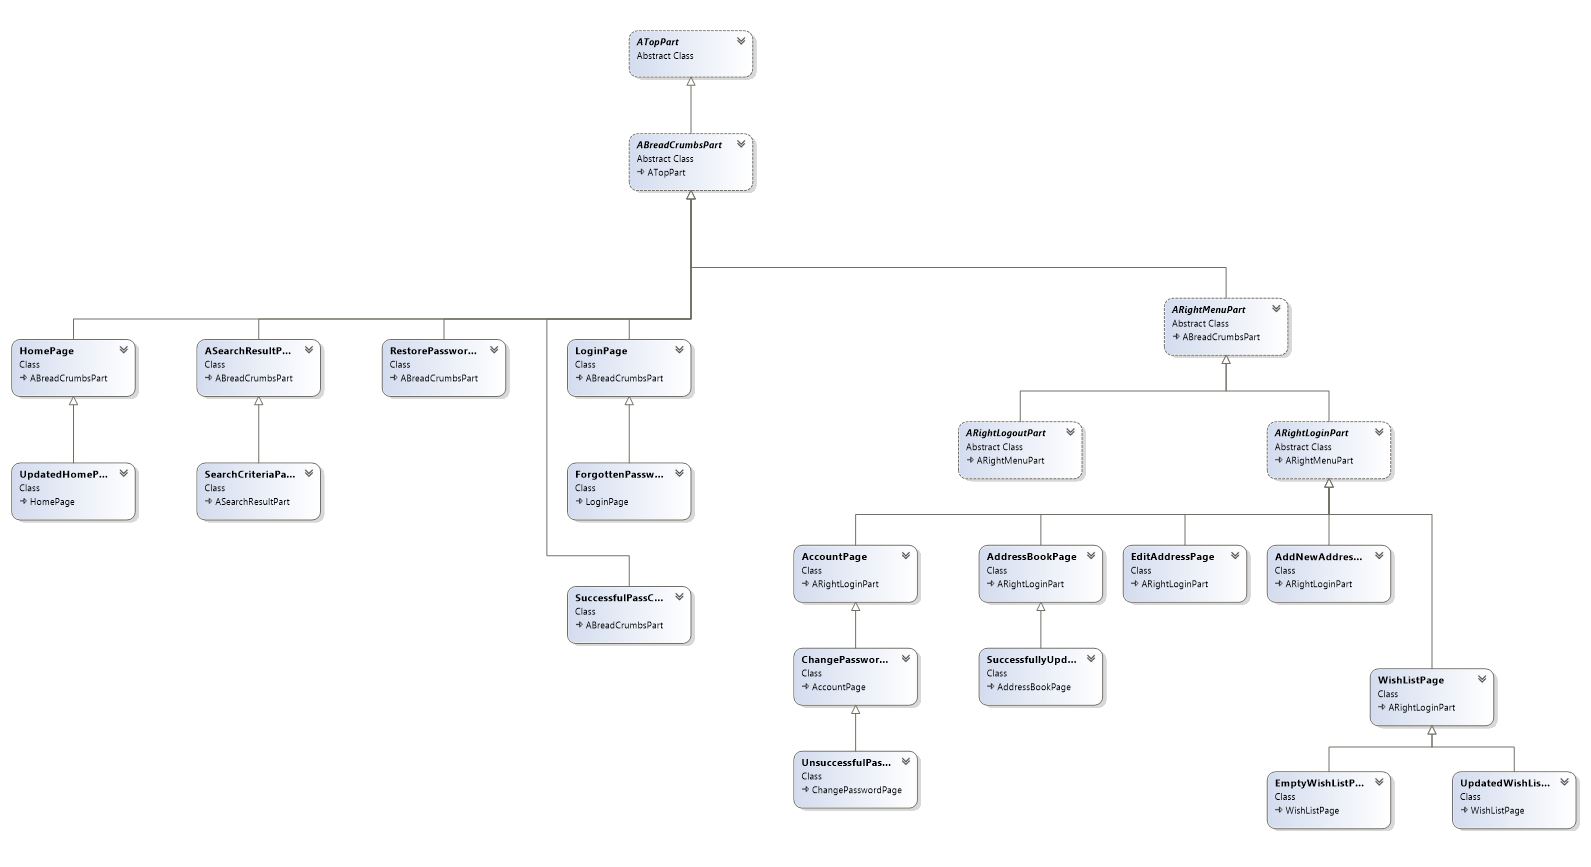 ATopPart
Abstract Class
ABreadCrumbsPart
Abstract Class
ATopPart
ARightMenuPart
Abstract Class
ABreadCrumbsPart
HomePage
Class
ABreadCrumbsPart
ASearchResultP...
Class
ABreadCrumbsPart
RestorePasswor...
Class
ABreadCrumbsPart
LoginPage
Class
ABreadCrumbsPart
ARightLogoutPart
Abstract Class
ARightMenuPart
ARightLoginPart
Abstract Class
ARightMenuPart
UpdatedHomeP...
Class
HomePage
SearchCriteriaPa...
Class
ASearchResultPart
ForgottenPassw...
Class
LoginPage
AccountPage
Class
ARightLoginPart
AddressBookPage
Class
ARightLoginPart
EditAddressPage
Class
ARightLoginPart
AddNewAddres...
Class
ARightLoginPart
SuccessfulPassC...
Class
ABreadCrumbsPart
ChangePasswor...
Class
AccountPage
SuccessfullyUpd...
Class
AddressBookPage
WishListPage
Class
ARightLoginPart
UnsuccessfulPas...
Class
ChangePasswordPage
EmptyWishListP...
Class
WishListPage
UpdatedWishLis...
Class
WishListPage